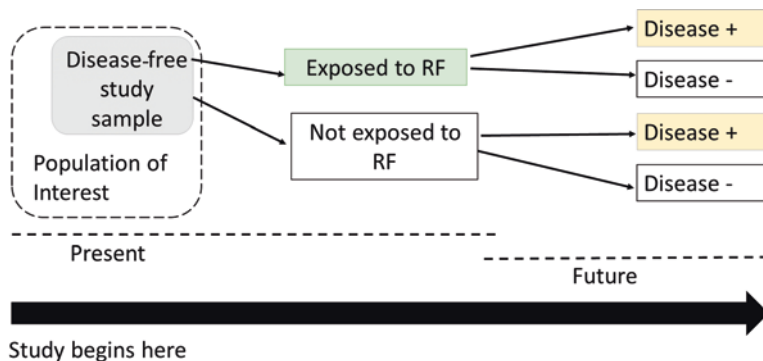 Disease-free
study
sample
Population of
Interest
Exposed to RF
Not exposed to
RF
Disease +
Disease -
Disease +
Disease -
Present
Future
Study begins here